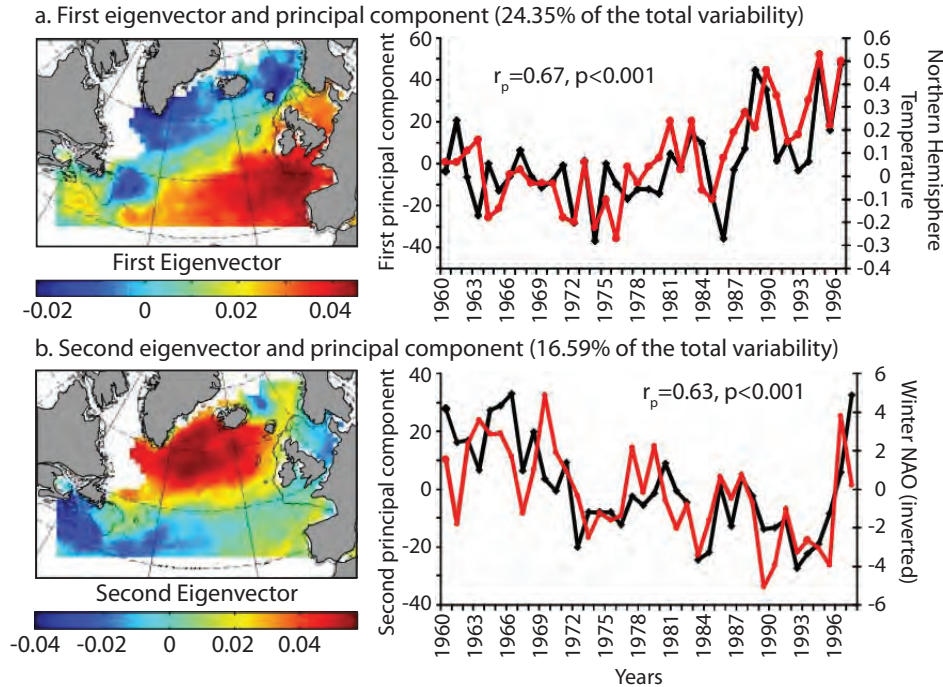 a. First eigenvector and principal component (24.35% of the total variability)
First Eigenvector
-0.02 0 0.02 0.04
First principal component
60
40
20
0
-20
-40
r_p=0.67, p<0.001
0.6
0.5
0.4
0.3
0.2
0.1
0
-0.1
-0.2
-0.3
-0.4
Northern Hemisphere
Temperature
1960 1963 1966 1969 1972 1975 1978 1981 1984 1987 1990 1993 1996
b. Second eigenvector and principal component (16.59% of the total variability)
Second Eigenvector
-0.04 -0.02 0 0.02 0.04
Second principal component
40
20
0
-20
-40
r_p=0.63, p<0.001
6
4
2
0
-2
-4
-6
Winter NAO (inverted)
1960 1963 1966 1969 1972 1975 1978 1981 1984 1987 1990 1993 1996
Years